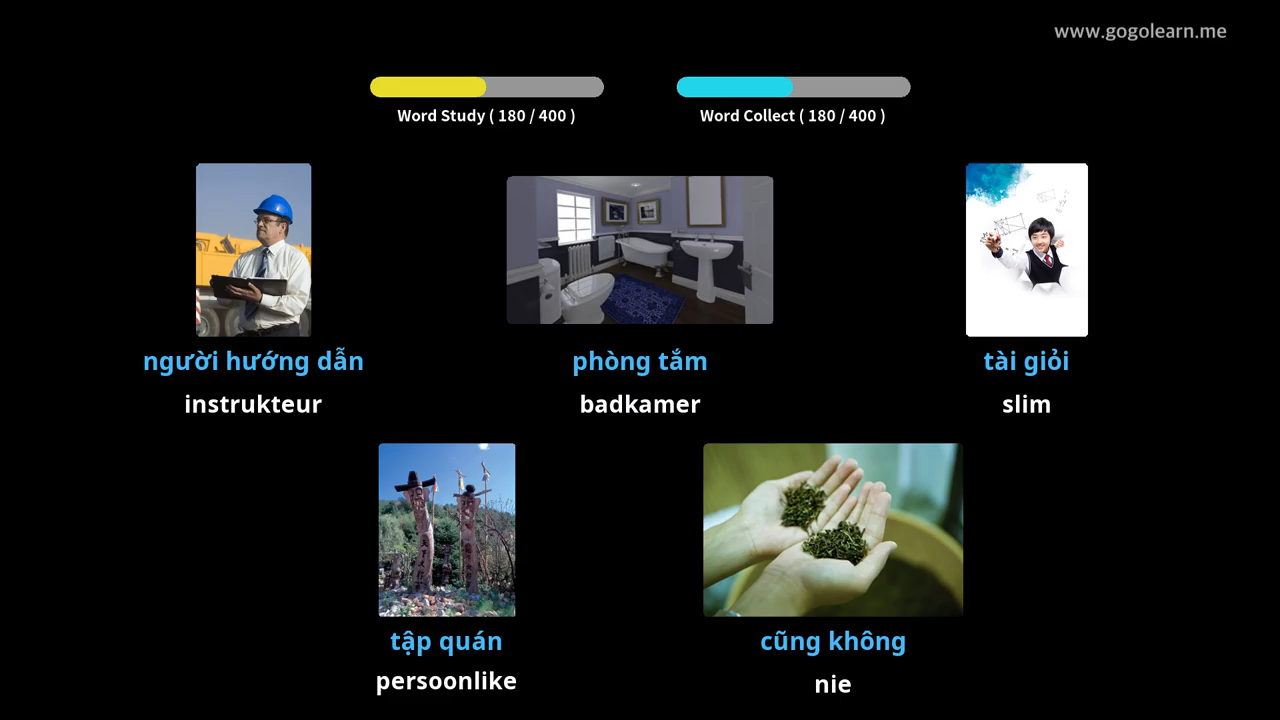 www.gogolearn.me
Word Study ( 180 / 400 )
Word Collect ( 180 / 400 )
người hướng dẫn
instrukteur
phòng tắm
badkamer
tài giỏi
slim
tập quán
persoonlike
cũng không
nie